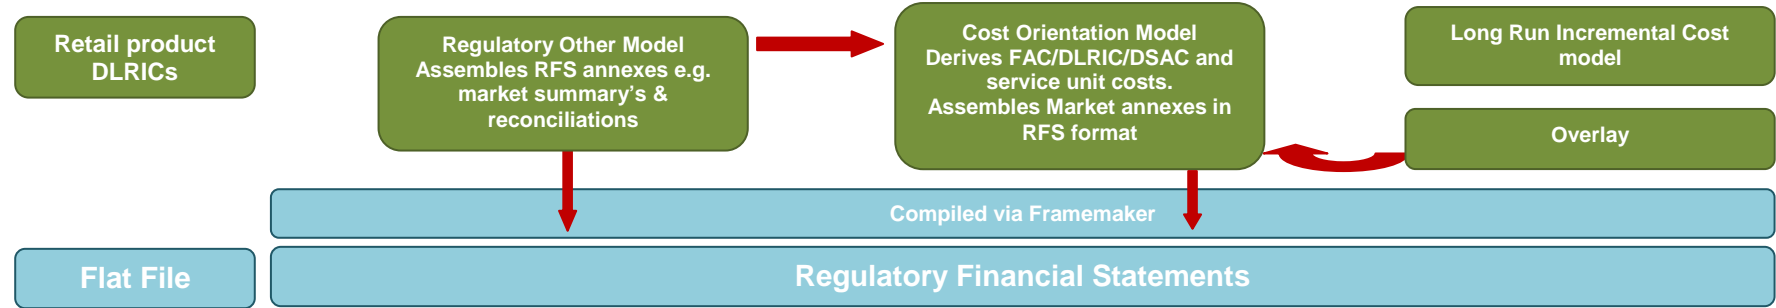 Retail product
DLRICs
Regulatory Other Model
Assembles RFS annexes e.g.
market summary's &
reconciliations
Cost Orientation Model
Derives FAC/DLRIC/DSAC and
service unit costs.
Assembles Market annexes in
RFS format
Long Run Incremental Cost
model
Overlay
Compiled via Framemaker
Flat File
Regulatory Financial Statements